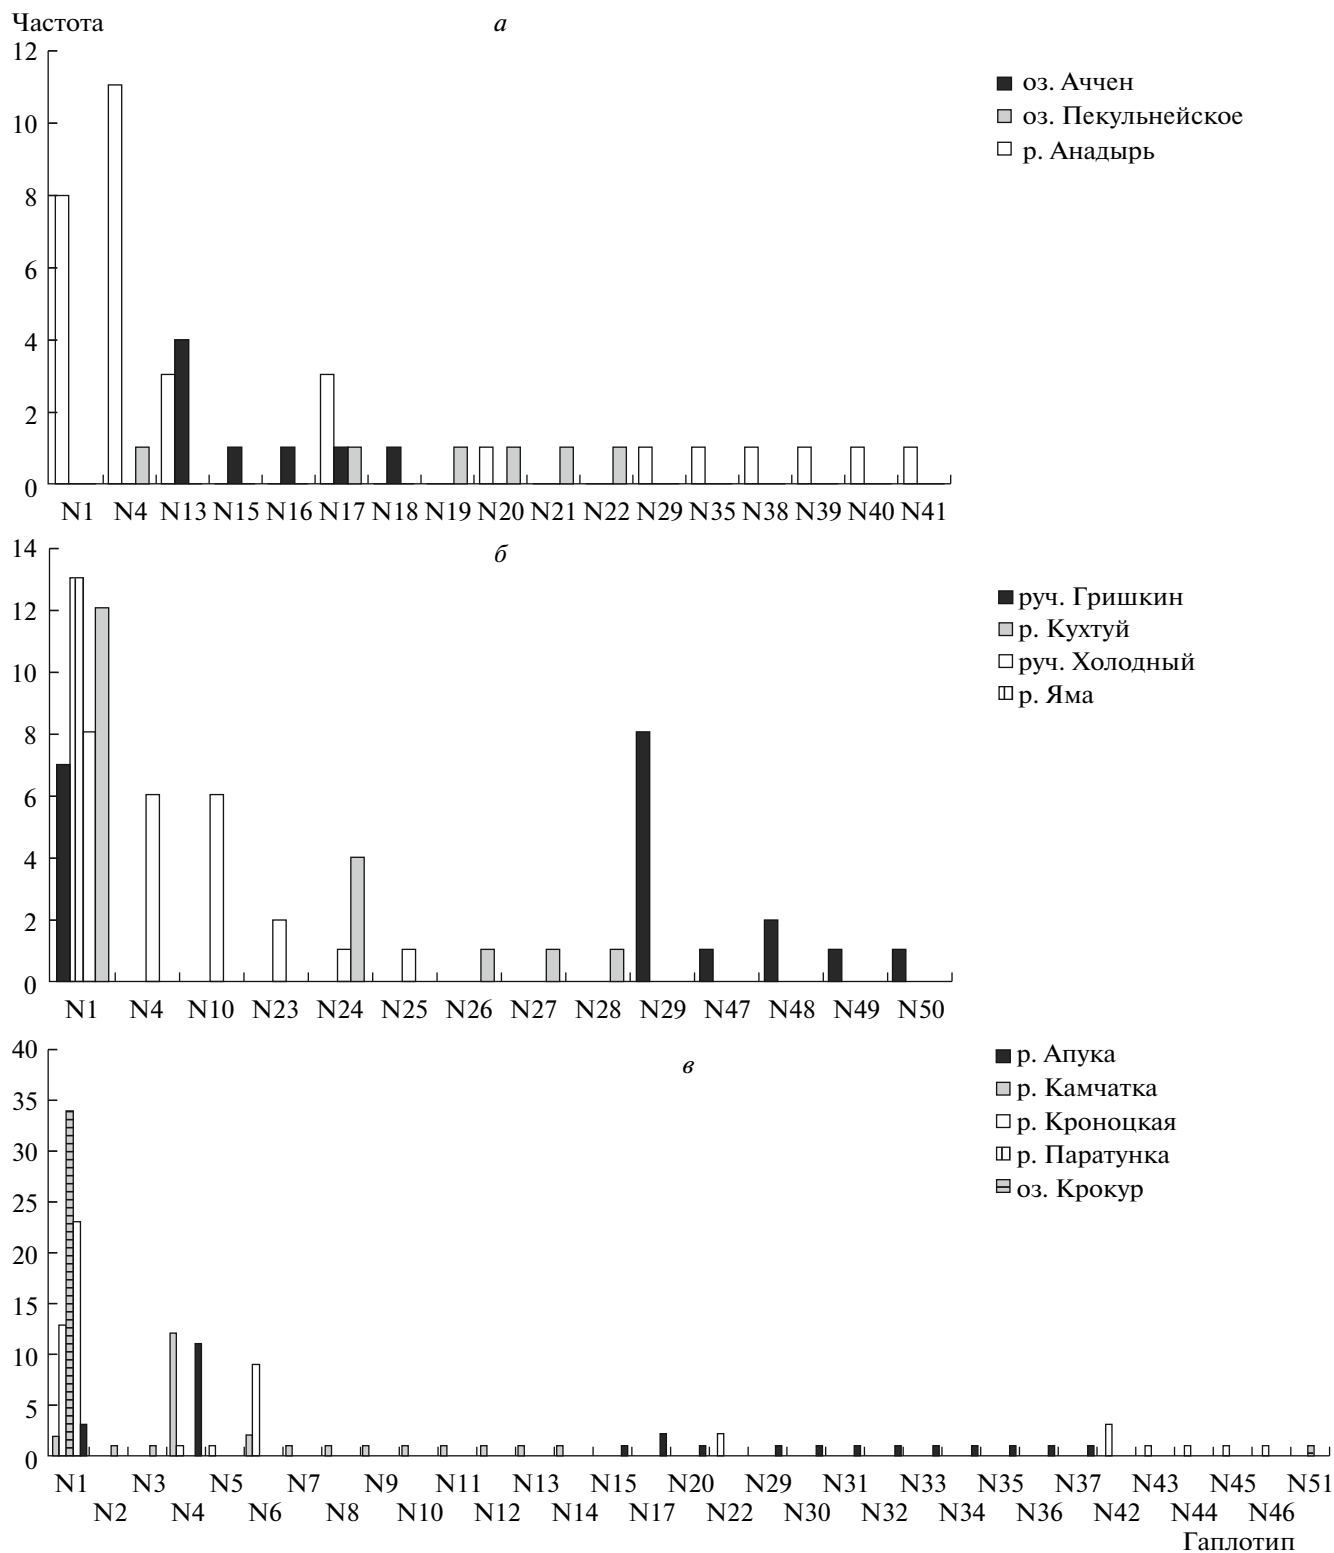 Частота
а
12
10
8
6
4
2
0
оз. Аччен
оз. Пекульнейское
р. Анадырь
N1 N4 N13 N15 N16 N17 N18 N19 N20 N21 N22 N29 N35 N38 N39 N40 N41
б
14
12
10
8
6
4
2
0
руч. Гришкин
р. Кухтуй
руч. Холодный
р. Яма
N1 N4 N10 N23 N24 N25 N26 N27 N28 N29 N47 N48 N49 N50
в
40
35
30
25
20
15
10
5
0
р. Апука
р. Камчатка
р. Кроноцкая
р. Паратунка
оз. Крокур
N1 N3 N5 N7 N9 N11 N13 N15 N20 N29 N31 N33 N35 N37 N43 N45 N51
N2 N4 N6 N8 N10 N12 N14 N17 N22 N30 N32 N34 N36 N42 N44 N46
Гаплотип